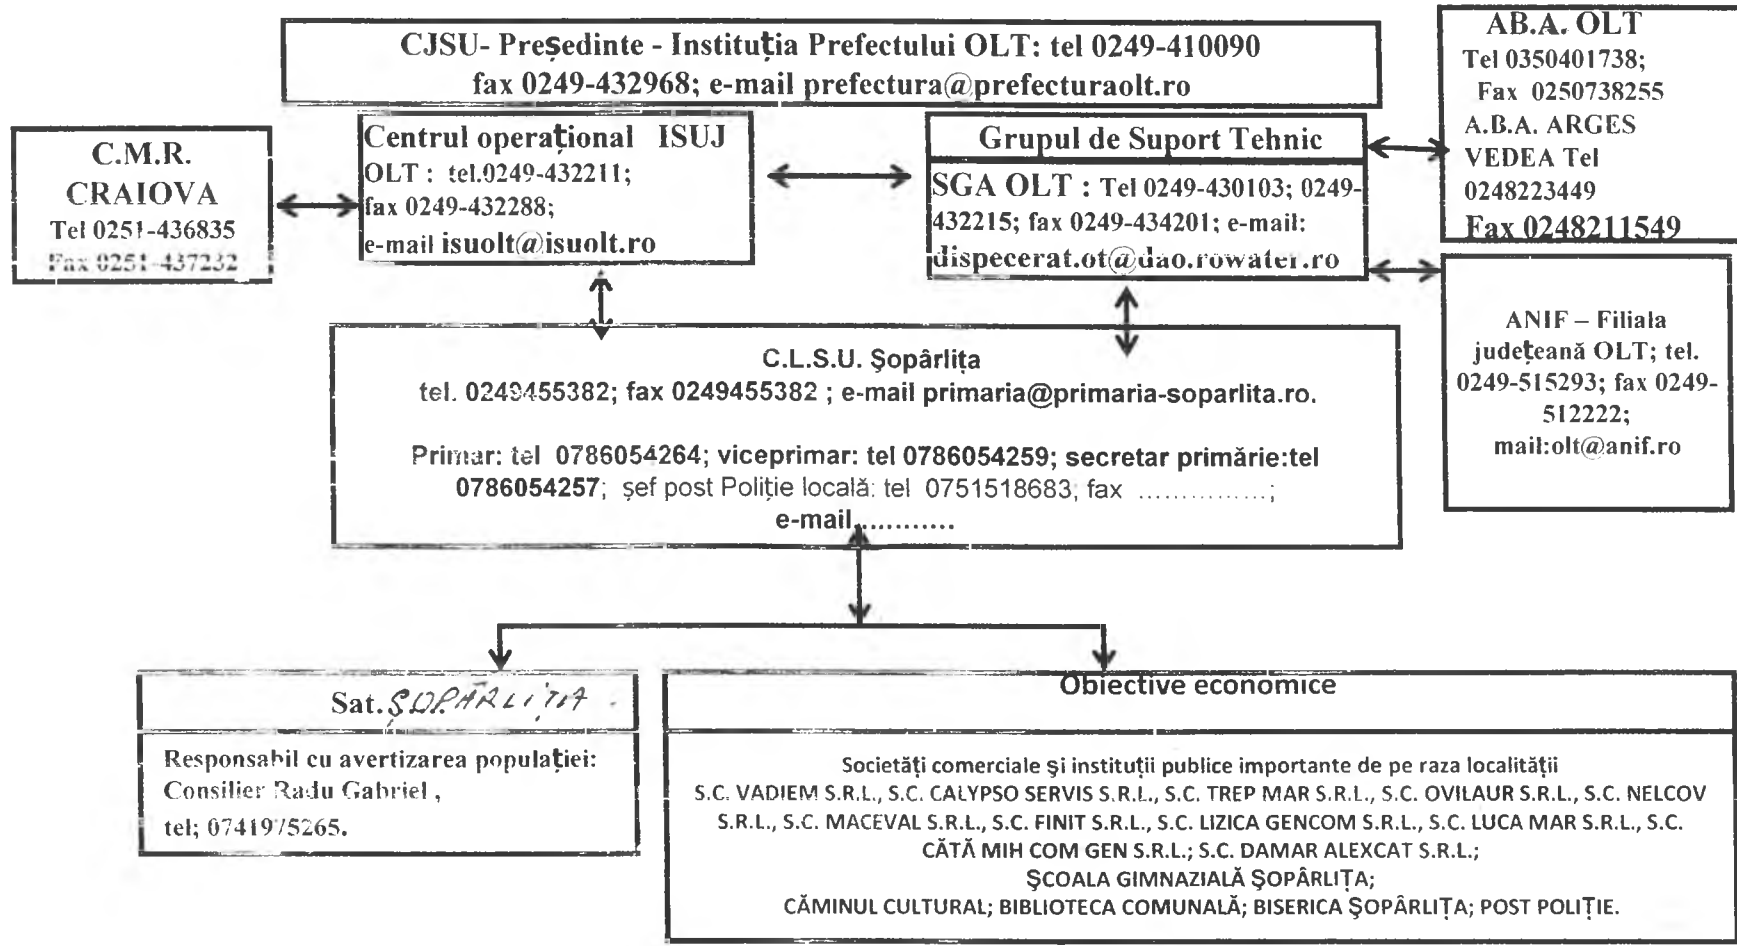 CJSU- Președinte - Instituția Prefectului OLT: tel 0249-410090
fax 0249-432968; e-mail prefectura@prefecturaolt.ro
AB.A. OLT
Tel 0350401738;
Fax 0250738255
A.B.A. ARGES
VEDEA Tel
0248223449
Fax 0248211549
C.M.R.
CRAIOVA
Tel 0251-436835
Fax 0251-437232
Centrul operațional ISUJ
OLT : tel.0249-432211;
fax 0249-432288;
e-mail isuolt@isuolt.ro
Grupul de Suport Tehnic
SGA OLT : Tel 0249-430103; 0249-
432215; fax 0249-434201; e-mail:
dispecerat.ot@dao.rowater.ro
ANIF – Filiala
județeană OLT; tel.
0249-515293; fax 0249-
512222;
mail:olt@anif.ro
C.L.S.U. Şopârlița
tel. 0249455382; fax 0249455382 ; e-mail primaria@primaria-soparlita.ro.
Primar: tel 0786054264; viceprimar: tel 0786054259; secretar primărie:tel
0786054257; şef post Poliție locală: tel 0751518683; fax ……………;
e-mail…………
Sat. ŞOPÂRLIȚA
Responsabil cu avertizarea populației:
Consilier Radu Gabriel ,
tel; 0741975265.
Obiective economice
Societăți comerciale şi instituții publice importante de pe raza localității
S.C. VADIEM S.R.L., S.C. CALYPSO SERVIS S.R.L., S.C. TREP MAR S.R.L., S.C. OVILAUR S.R.L., S.C. NELCOV
S.R.L., S.C. MACEVAL S.R.L., S.C. FINIT S.R.L., S.C. LIZICA GENCOM S.R.L., S.C. LUCA MAR S.R.L., S.C.
CĂTĂ MIH COM GEN S.R.L.; S.C. DAMAR ALEXCAT S.R.L.;
ŞCOALA GIMNAZIALĂ ŞOPÂRLIȚA;
CĂMINUL CULTURAL; BIBLIOTECA COMUNALĂ; BISERICA ŞOPÂRLIȚA; POST POLIȚIE.